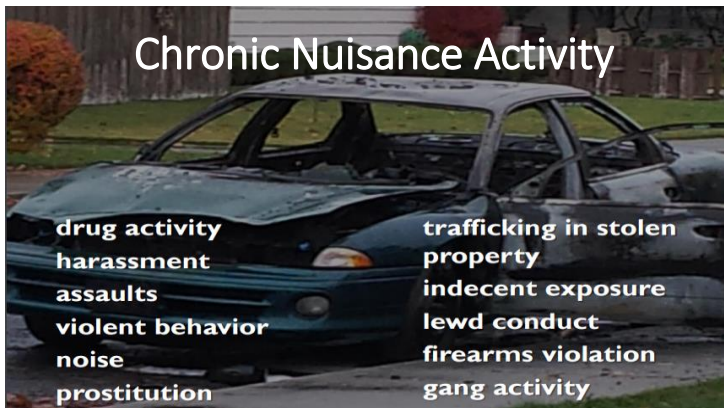 Chronic Nuisance Activity
drug activity
harassment
assaults
violent behavior
noise
prostitution
trafficking in stolen
property
indecent exposure
lewd conduct
firearms violation
gang activity